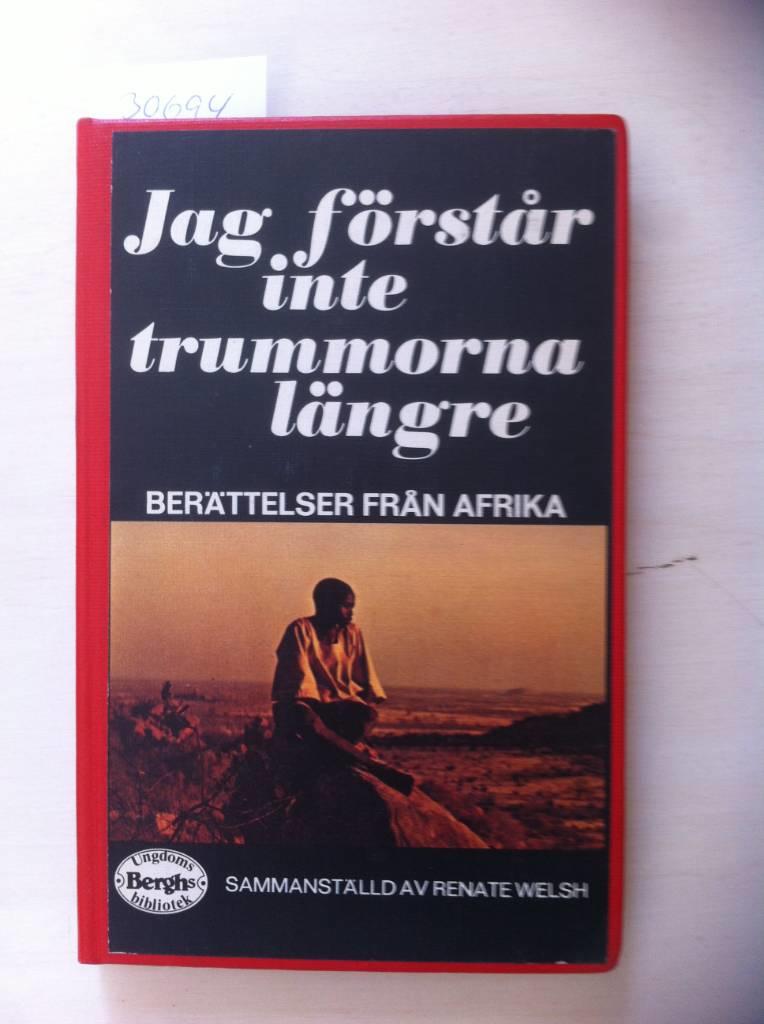 30694
Jag förstår
inte
trummorna
längre
BERÄTTELSER FRÅN AFRIKA
Ungdoms
Berghs
bibliotek
SAMMANSTÄLLD AV RENATE WELSH